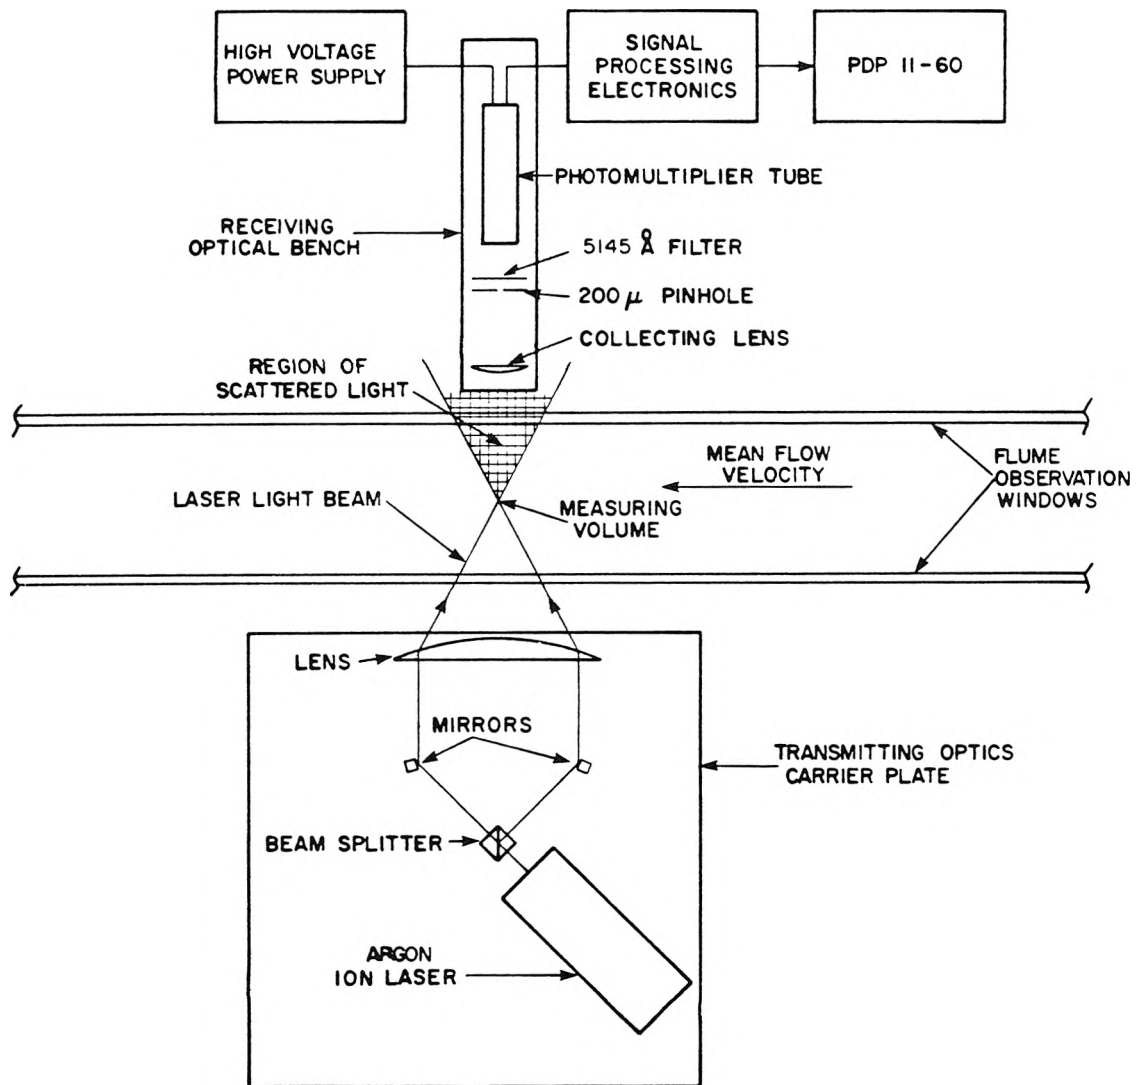 HIGH VOLTAGE
POWER SUPPLY
SIGNAL
PROCESSING
ELECTRONICS
PDP 11-60
PHOTOMULTIPLIER TUBE
RECEIVING
OPTICAL BENCH
5145 Å FILTER
200 μ PINHOLE
COLLECTING LENS
REGION OF
SCATTERED LIGHT
MEAN FLOW
VELOCITY
FLUME
OBSERVATION
WINDOWS
LASER LIGHT BEAM
MEASURING
VOLUME
LENS
MIRRORS
TRANSMITTING OPTICS
CARRIER PLATE
BEAM SPLITTER
ARGON
ION LASER